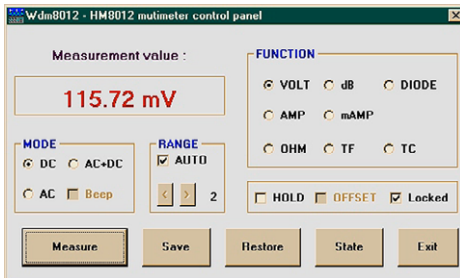 Wdm8012 - HM8012 mutimeter control panel
Measurement value :
115.72 mV
FUNCTION
VOLT dB DIODE
AMP mAMP
OHM TF TC
MODE
DC AC+DC
AC Beep
RANGE
AUTO
< > 2
HOLD OFFSET Locked
Measure Save Restore State Exit